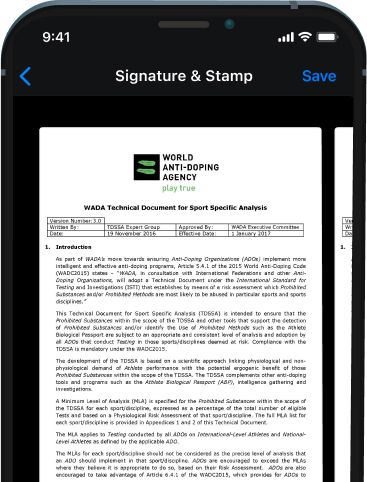 9:41
Signature & Stamp
Save
WORLD
ANTI-DOPING
AGENCY
play true
WADA Technical Document for Sport Specific Analysis
Version Number: 3.0
Written By: TDSSA Expert Group Approved By: WADA Executive Committee
Date: 19 November 2016 Effective Date: 1 January 2017
1. Introduction
As part of WADA's move towards ensuring Anti-Doping Organizations (ADOs) implement more
intelligent and effective anti-doping programs, Article 5.4.1 of the 2015 World Anti-Doping Code
(WADC2015) states – "WADA, in consultation with International Federations and other Anti-
Doping Organizations, will adopt a Technical Document under the International Standard for
Testing and Investigations (ISTI) that establishes by means of a risk assessment which Prohibited
Substances and/or Prohibited Methods are most likely to be abused in particular sports and sports
disciplines."
This Technical Document for Sport Specific Analysis (TDSSA) is intended to ensure that the
Prohibited Substances within the scope of the TDSSA and other tools that support the detection
of Prohibited Substances and/or identify the Use of Prohibited Methods such as the Athlete
Biological Passport are subject to an appropriate and consistent level of analysis and adoption by
all ADOs that conduct Testing in those sports/disciplines deemed at risk. Compliance with the
TDSSA is mandatory under the WADC2015.
The development of the TDSSA is based on a scientific approach linking physiological and non-
physiological demand of Athlete performance with the potential ergogenic benefit of those
Prohibited Substances within the scope of the TDSSA. The TDSSA complements other anti-doping
tools and programs such as the Athlete Biological Passport (ABP), intelligence gathering and
investigations.
A Minimum Level of Analysis (MLA) is specified for the Prohibited Substances within the scope of
the TDSSA for each sport/discipline, expressed as a percentage of the total number of eligible
Tests and based on a Physiological Risk Assessment of that sport/discipline. The full MLA list for
each sport/discipline is provided in Appendices 1 and 2 of this Technical Document.
The MLA applies to Testing conducted by all ADOs on International-Level Athletes and National-
Level Athletes as defined by the applicable ADO.
The MLAs for each sport/discipline should not be considered as the precise level of analysis that
an ADO should implement in that sport/discipline. ADOs are encouraged to exceed the MLAs
where they believe it is appropriate to do so, based on their Risk Assessment. ADOs are also
encouraged to take advantage of Article 6.4.1 of the WADC2015, which provides for ADOs to